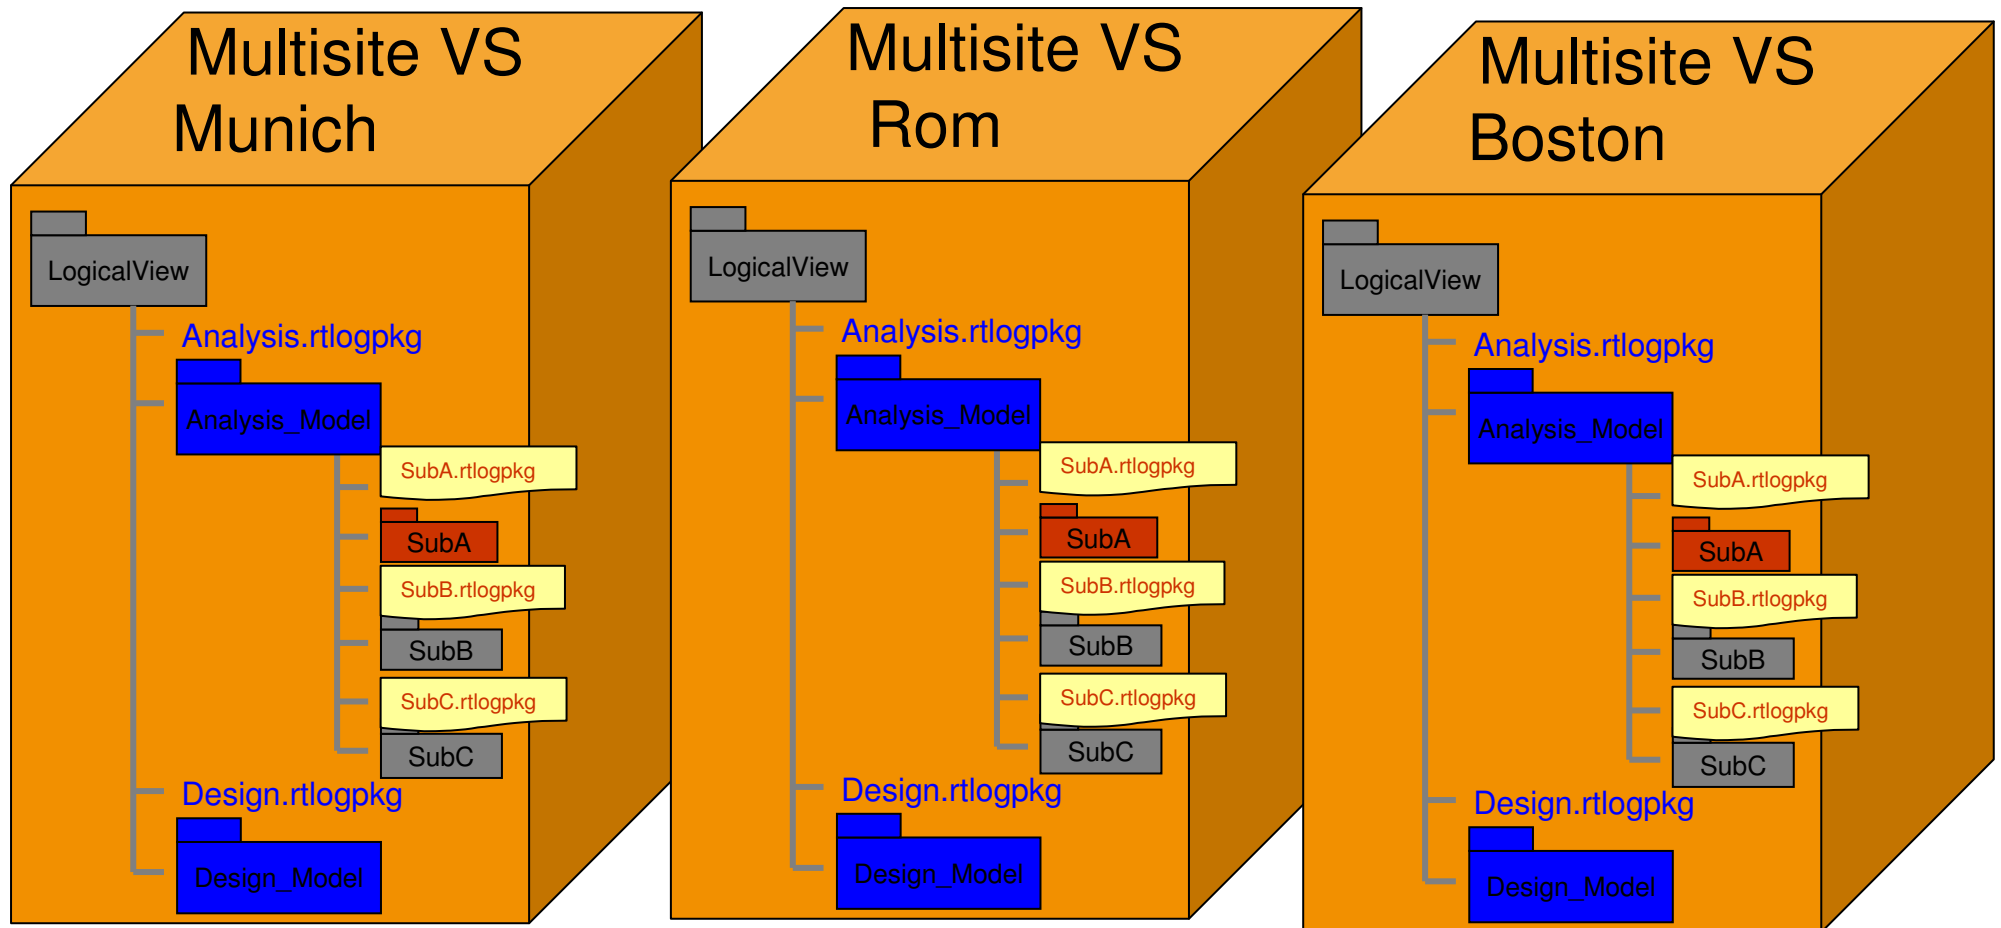 Multisite VS
Munich
LogicalView
Analysis.rtlogpkg
Analysis_Model
SubA.rtlogpkg
SubA
SubB.rtlogpkg
SubB
SubC.rtlogpkg
SubC
Design.rtlogpkg
Design_Model
Multisite VS
Rom
LogicalView
Analysis.rtlogpkg
Analysis_Model
SubA.rtlogpkg
SubA
SubB.rtlogpkg
SubB
SubC.rtlogpkg
SubC
Design.rtlogpkg
Design_Model
Multisite VS
Boston
LogicalView
Analysis.rtlogpkg
Analysis_Model
SubA.rtlogpkg
SubA
SubB.rtlogpkg
SubB
SubC.rtlogpkg
SubC
Design.rtlogpkg
Design_Model